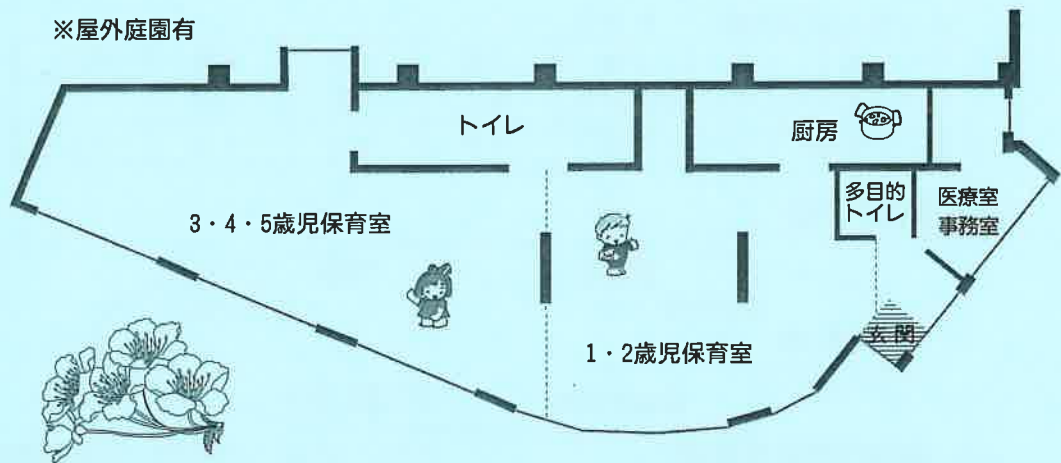 ※屋外庭園有
トイレ
厨房
多目的
トイレ
医療室
事務室
3・4・5歳児保育室
玄関
1・2歳児保育室